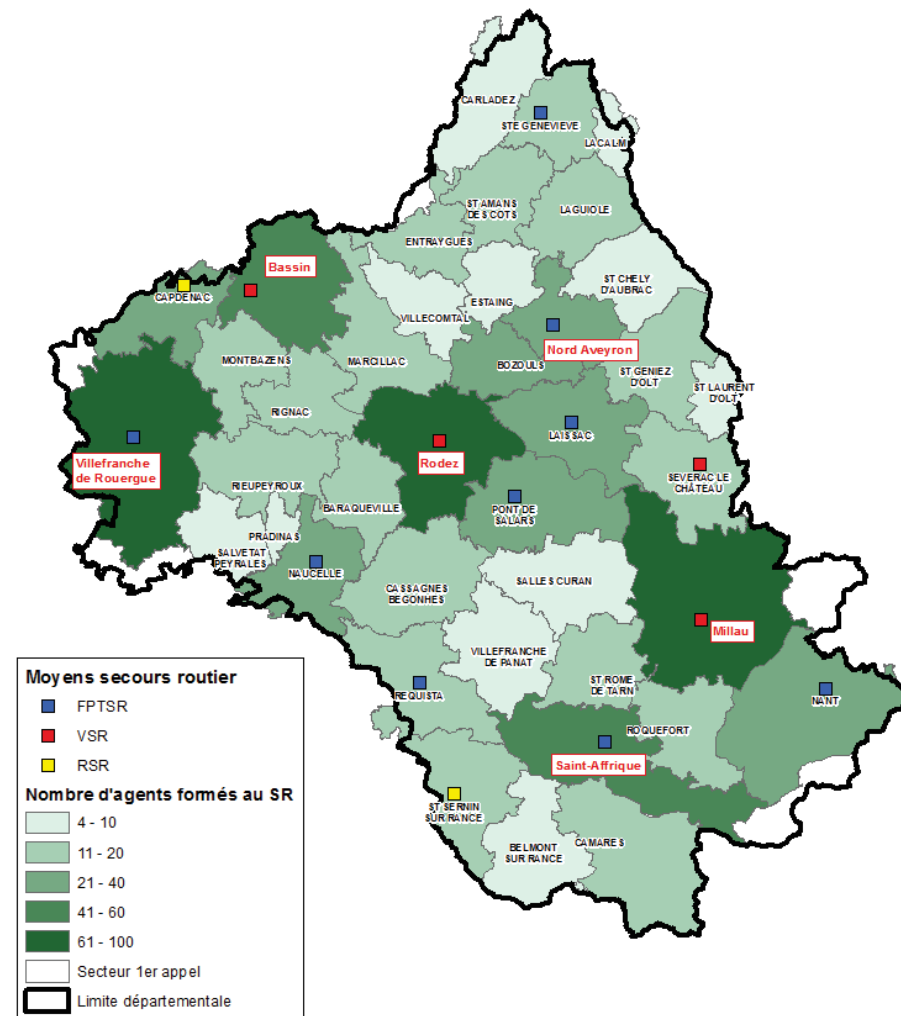 CARLADEZ
STE GENEVIEVE
LACALM
ST AMANS
DES COTS
LAGUIOLE
ENTRAYGUES
Bassin
ST CHELY
D'AUBRAC
CAPDENAC
ESTAING
VILLECOMTAL
Nord Aveyron
MONTBAZENS
MARCILLAC
BOZOULS
ST GENIEZ
D'OLT
ST LAURENT
D'OLT
RIGNAC
LAISSAC
Villefranche
de Rouergue
Rodez
SEVERAC LE
CHÂTEAU
RIEUPEYROUX
BARAQUEVILLE
PONT DE
SALARS
PRADINAS
SALVETAT
PEYRALES
NAUCELLE
SALLES CURAN
CASSAGNES
BEGONHES
Millau
VILLEFRANCHE
DE PANAT
ST ROME
DE TARN
REQUISTA
NANT
ROQUEFORT
Saint-Affrique
ST SERNIN
SUR RANCE
CAMARES
BELMONT
SUR RANCE
Moyens secours routier
FPTSR
VSR
RSR
Nombre d'agents formés au SR
4 - 10
11 - 20
21 - 40
41 - 60
61 - 100
Secteur 1er appel
Limite départementale